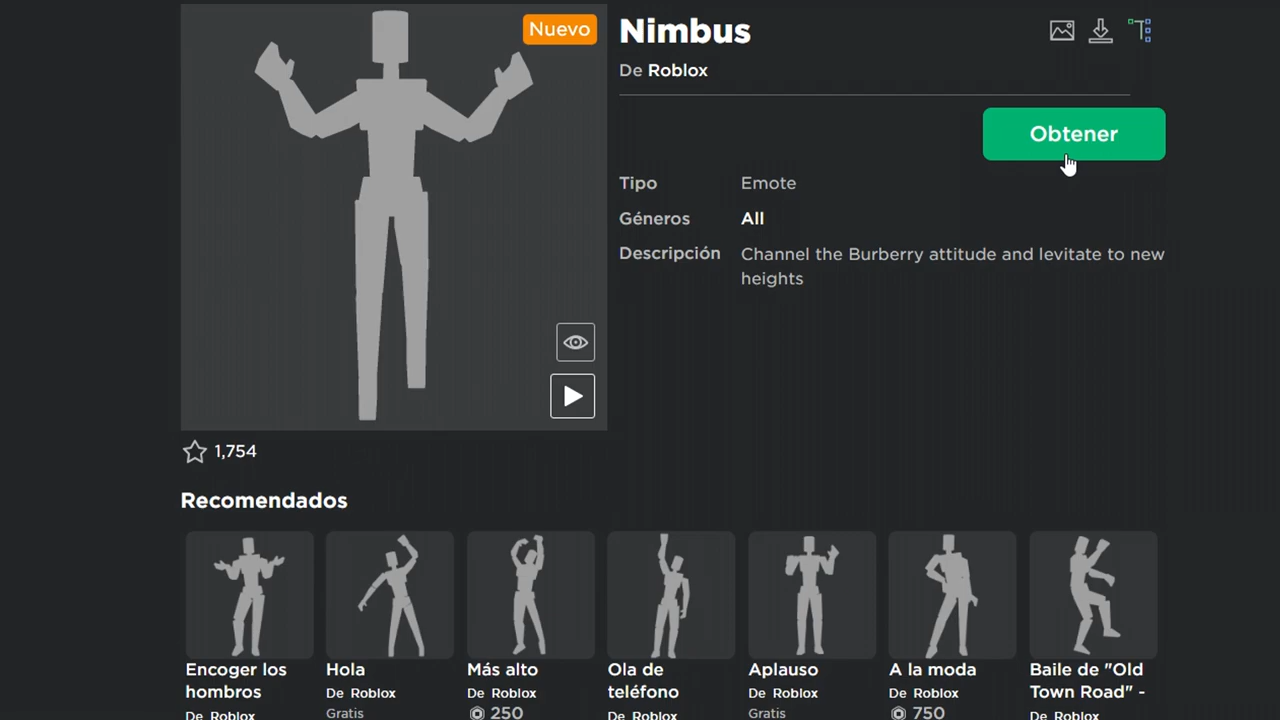 Nuevo
Nimbus
De Roblox
Obtener
Tipo Emote
Géneros All
Descripción Channel the Burberry attitude and levitate to new
heights
1,754
Recomendados
Encoger los
hombros
De Roblox
Hola
De Roblox
Gratis
Más alto
De Roblox
250
Ola de
teléfono
De Roblox
Aplauso
De Roblox
Gratis
A la moda
De Roblox
750
Baile de "Old
Town Road" -
De Roblox